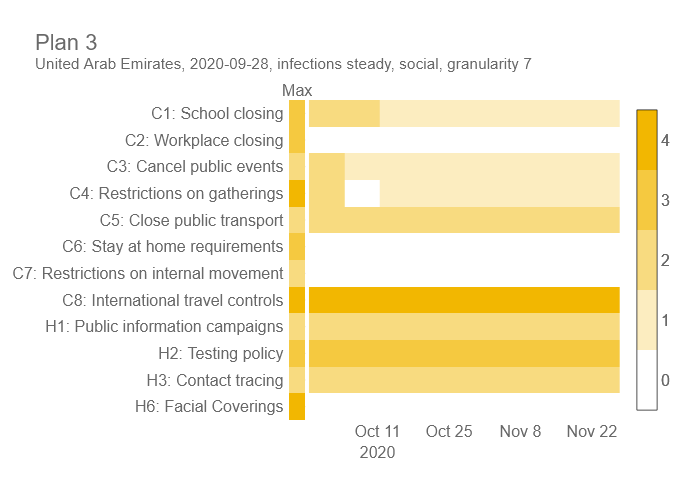 Plan 3
United Arab Emirates, 2020-09-28, infections steady, social, granularity 7
Max
C1: School closing
C2: Workplace closing
C3: Cancel public events
C4: Restrictions on gatherings
C5: Close public transport
C6: Stay at home requirements
C7: Restrictions on internal movement
C8: International travel controls
H1: Public information campaigns
H2: Testing policy
H3: Contact tracing
H6: Facial Coverings
4
3
2
1
0
Oct 11 Oct 25 Nov 8 Nov 22
2020